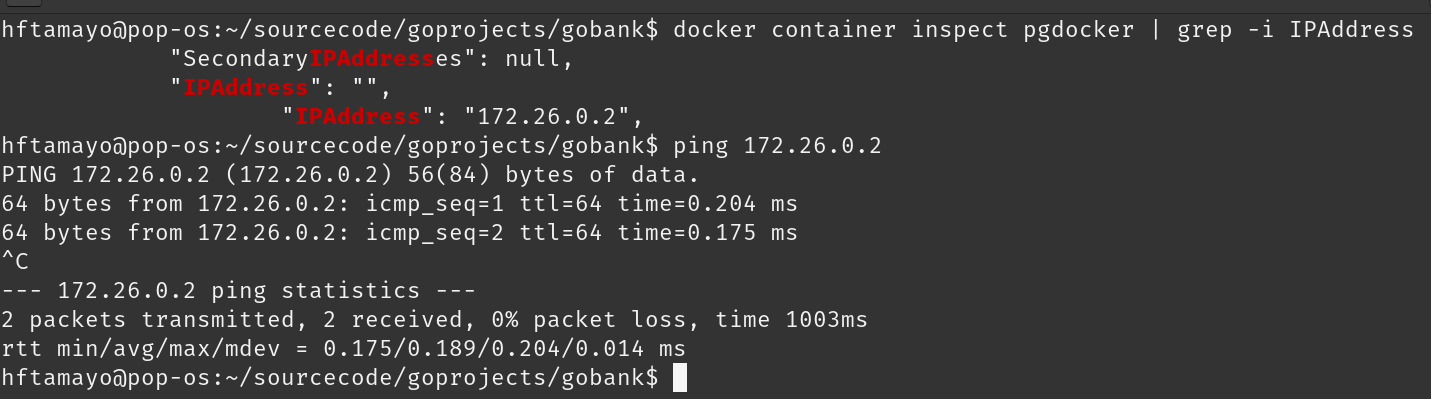 hftamayo@pop-os:~/sourcecode/goprojects/gobank$ docker container inspect pgdocker | grep -i IPAddress
            "SecondaryIPAddresses": null,
            "IPAddress": "",
                    "IPAddress": "172.26.0.2",
hftamayo@pop-os:~/sourcecode/goprojects/gobank$ ping 172.26.0.2
PING 172.26.0.2 (172.26.0.2) 56(84) bytes of data.
64 bytes from 172.26.0.2: icmp_seq=1 ttl=64 time=0.204 ms
64 bytes from 172.26.0.2: icmp_seq=2 ttl=64 time=0.175 ms
^C
--- 172.26.0.2 ping statistics ---
2 packets transmitted, 2 received, 0% packet loss, time 1003ms
rtt min/avg/max/mdev = 0.175/0.189/0.204/0.014 ms
hftamayo@pop-os:~/sourcecode/goprojects/gobank$